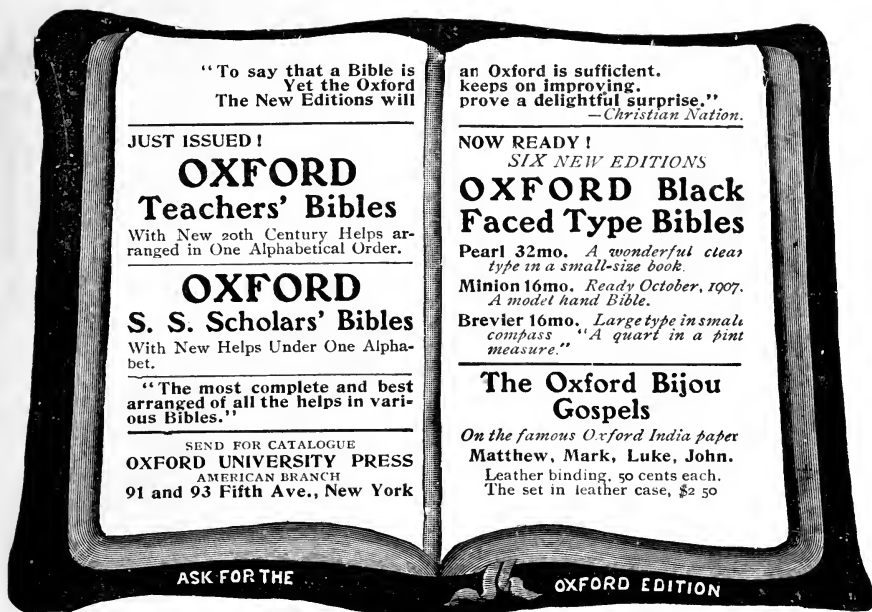 "To say that a Bible is
Yet the Oxford
The New Editions will
JUST ISSUED!
OXFORD
Teachers' Bibles
With New 20th Century Helps ar-
ranged in One Alphabetical Order.
OXFORD
S. S. Scholars' Bibles
With New Helps Under One Alpha-
bet.
"The most complete and best
arranged of all the helps in vari-
ous Bibles."
SEND FOR CATALOGUE
OXFORD UNIVERSITY PRESS
AMERICAN BRANCH
91 and 93 Fifth Ave., New York
an Oxford is sufficient.
keeps on improving.
prove a delightful surprise."
—Christian Nation.
NOW READY!
SIX NEW EDITIONS
OXFORD Black
Faced Type Bibles
Pearl 32mo. A wonderful clear
type in a small-size book.
Minion 16mo. Ready October, 1907.
A model hand Bible.
Brevier 16mo. Large type in small
compass "A quart in a pint
measure."
The Oxford Bijou
Gospels
On the famous Oxford India paper
Matthew, Mark, Luke, John.
Leather binding, 50 cents each.
The set in leather case, $2 50
ASK FOR THE
OXFORD EDITION